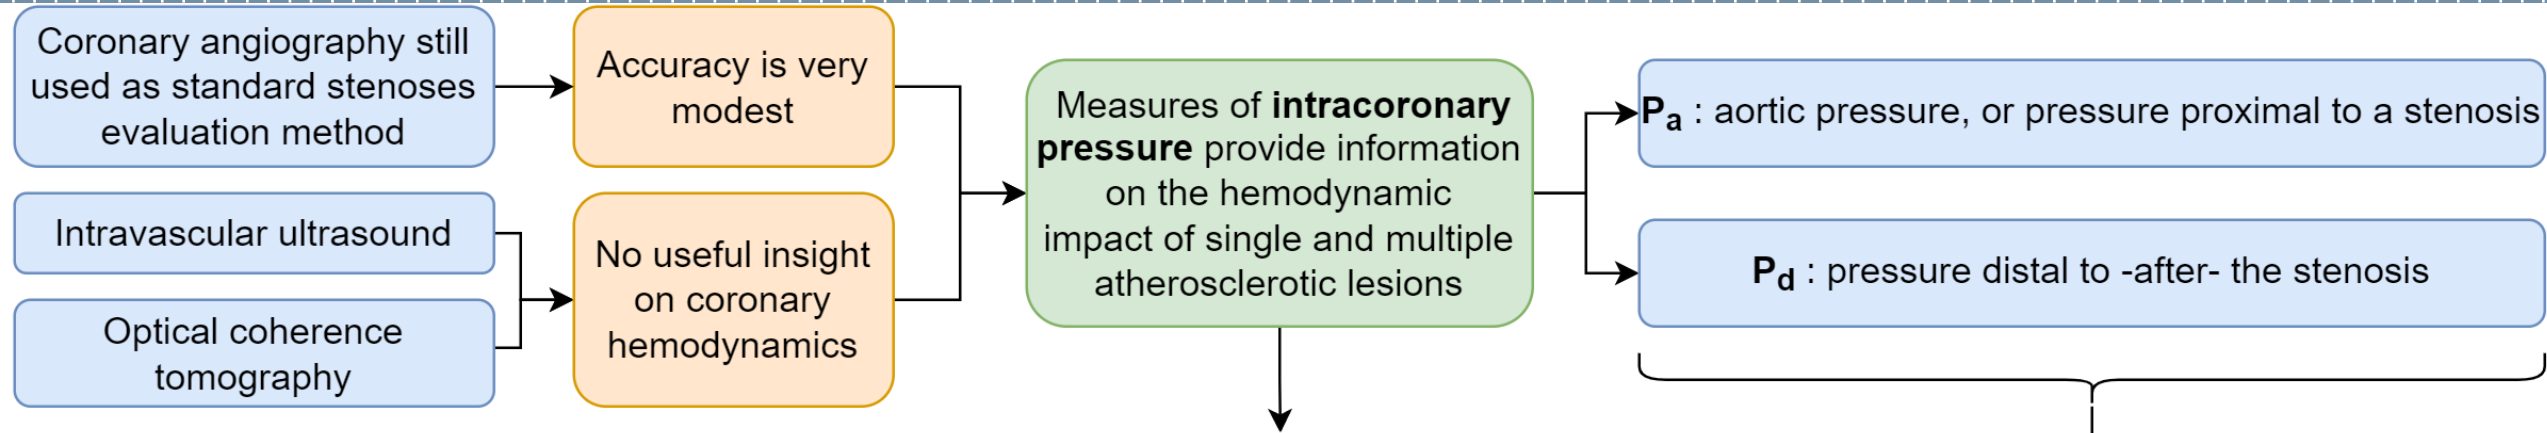 Coronary angiography still
used as standard stenoses
evaluation method
Accuracy is very
modest
Intravascular ultrasound
Optical coherence
tomography
No useful insight
on coronary
hemodynamics
Measures of intracoronary
pressure provide information
on the hemodynamic
impact of single and multiple
atherosclerotic lesions
Pa : aortic pressure, or pressure proximal to a stenosis
Pd : pressure distal to -after- the stenosis